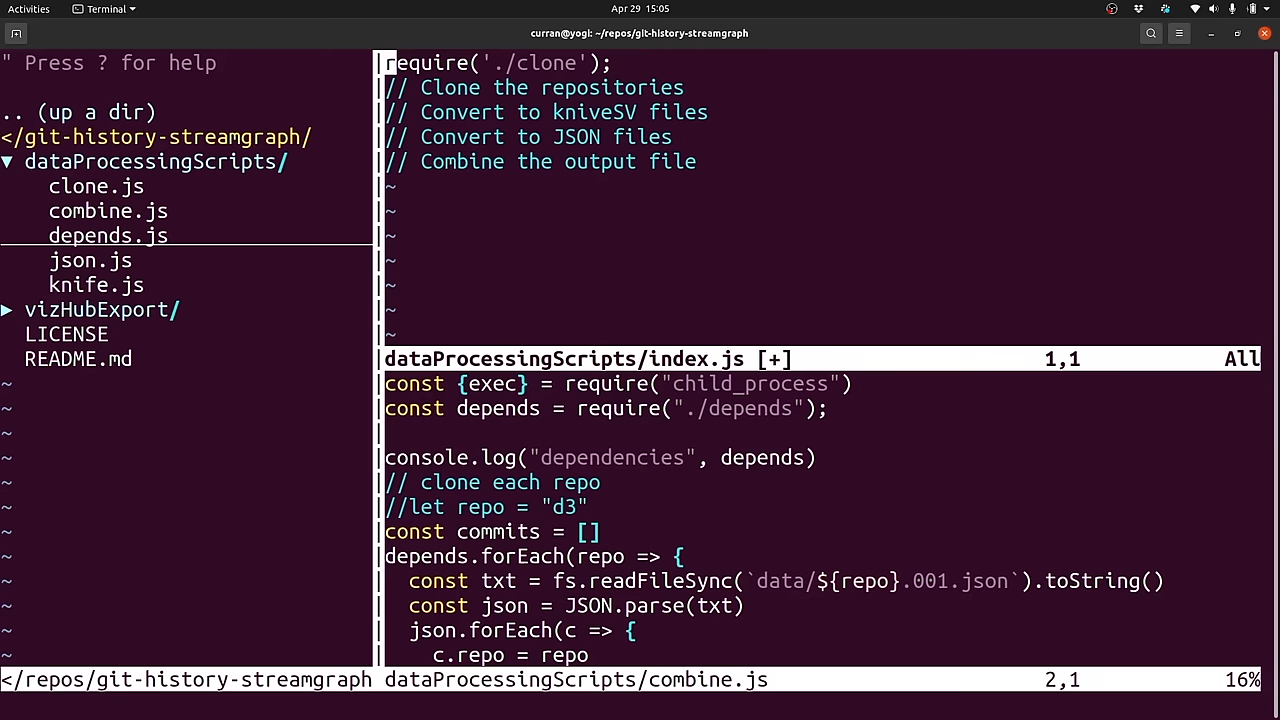 Activities
Terminal
Apr 29 15:05
curran@yogi: ~/repos/git-history-streamgraph
" Press ? for help
.. (up a dir)
</git-history-streamgraph/
▼ dataProcessingScripts/
clone.js
combine.js
depends.js
json.js
knife.js
▶ vizHubExport/
LICENSE
README.md
~
~
~
~
~
~
~
~
~
~
~
~
</repos/git-history-streamgraph
require('./clone');
// Clone the repositories
// Convert to kniveSV files
// Convert to JSON files
// Combine the output file
~
~
~
~
~
~
~
dataProcessingScripts/index.js [+] 1,1 All
const {exec} = require("child_process")
const depends = require("./depends");
console.log("dependencies", depends)
// clone each repo
//let repo = "d3"
const commits = []
depends.forEach(repo => {
const txt = fs.readFileSync(`data/${repo}.001.json`).toString()
const json = JSON.parse(txt)
json.forEach(c => {
c.repo = repo
dataProcessingScripts/combine.js 2,1 16%